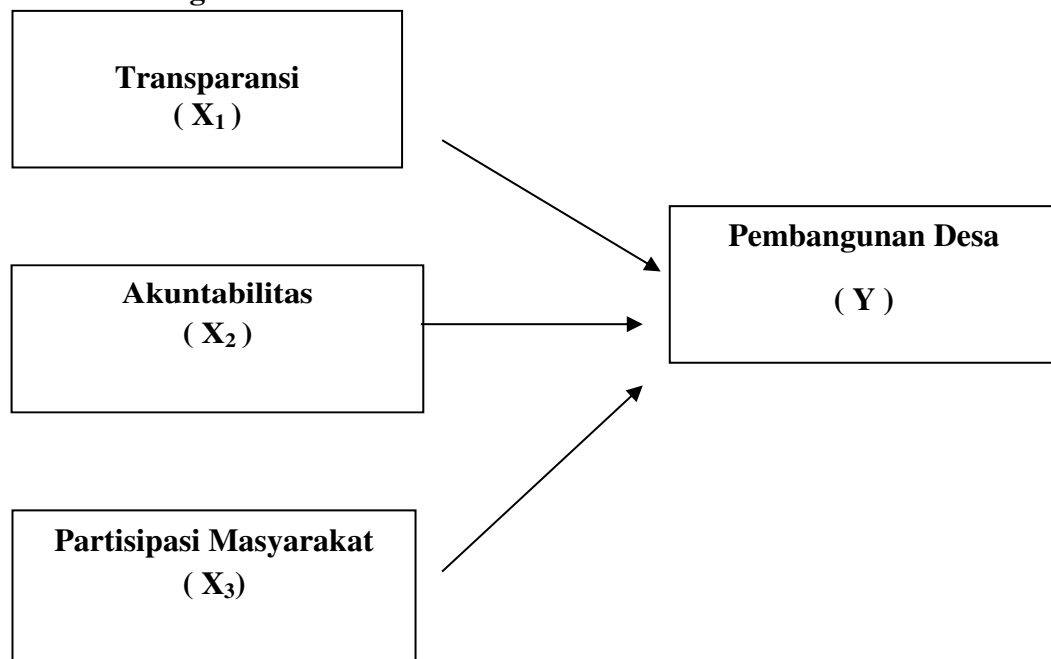 Transparansi
( X₁ )
Akuntabilitas
( X₂ )
Partisipasi Masyarakat
( X₃)
Pembangunan Desa
( Y )